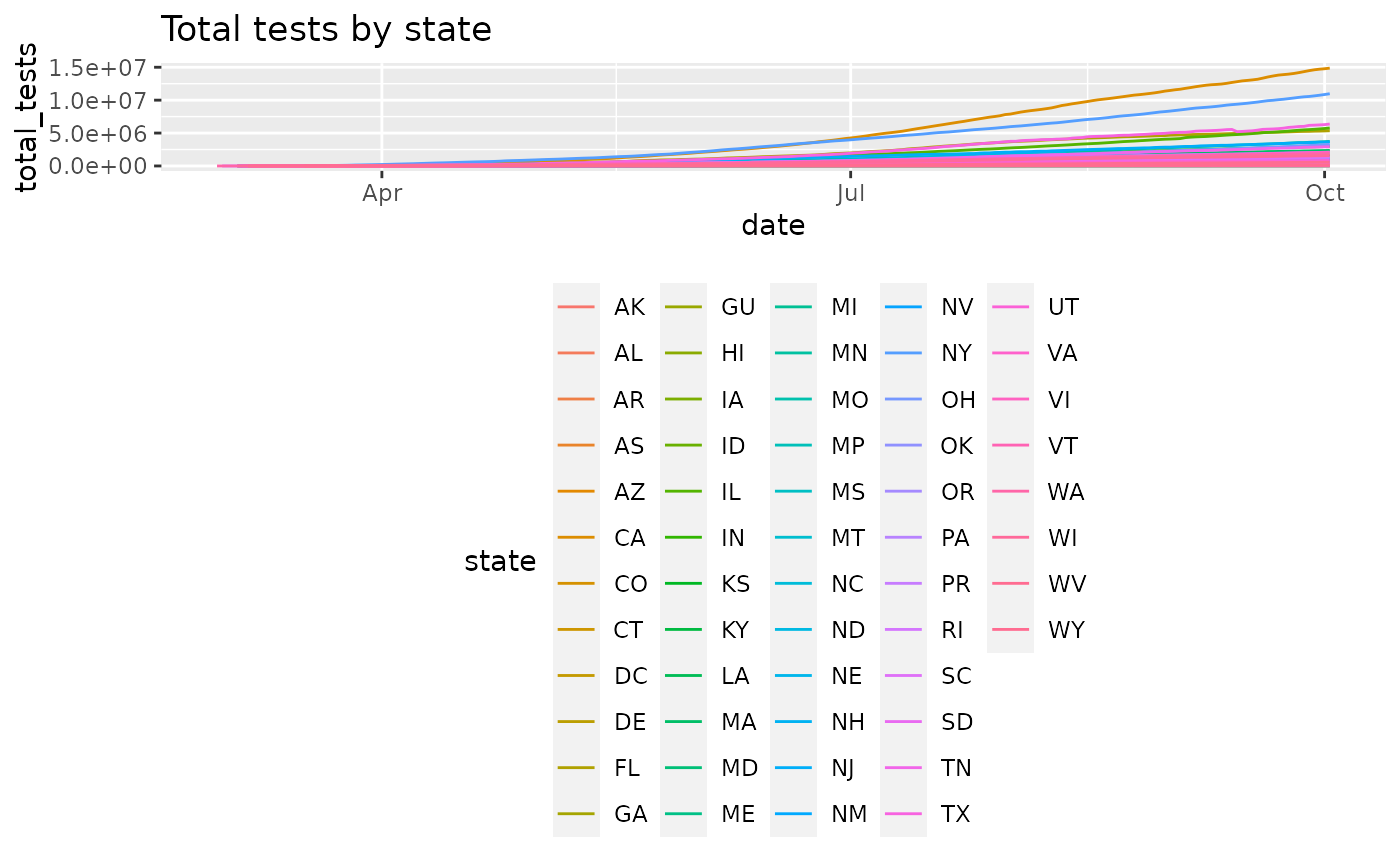 Total tests by state
total_tests
1.5e+07
1.0e+07
5.0e+06
0.0e+00
Apr Jul Oct
date
state
AK GU MI NV UT
AL HI MN NY VA
AR IA MO OH VI
AS ID MP OK VT
AZ IL MS OR WA
CA IN MT PA WI
CO KS NC PR WV
CT KY ND RI WY
DC LA NE SC
DE MA NH SD
FL MD NJ TN
GA ME NM TX